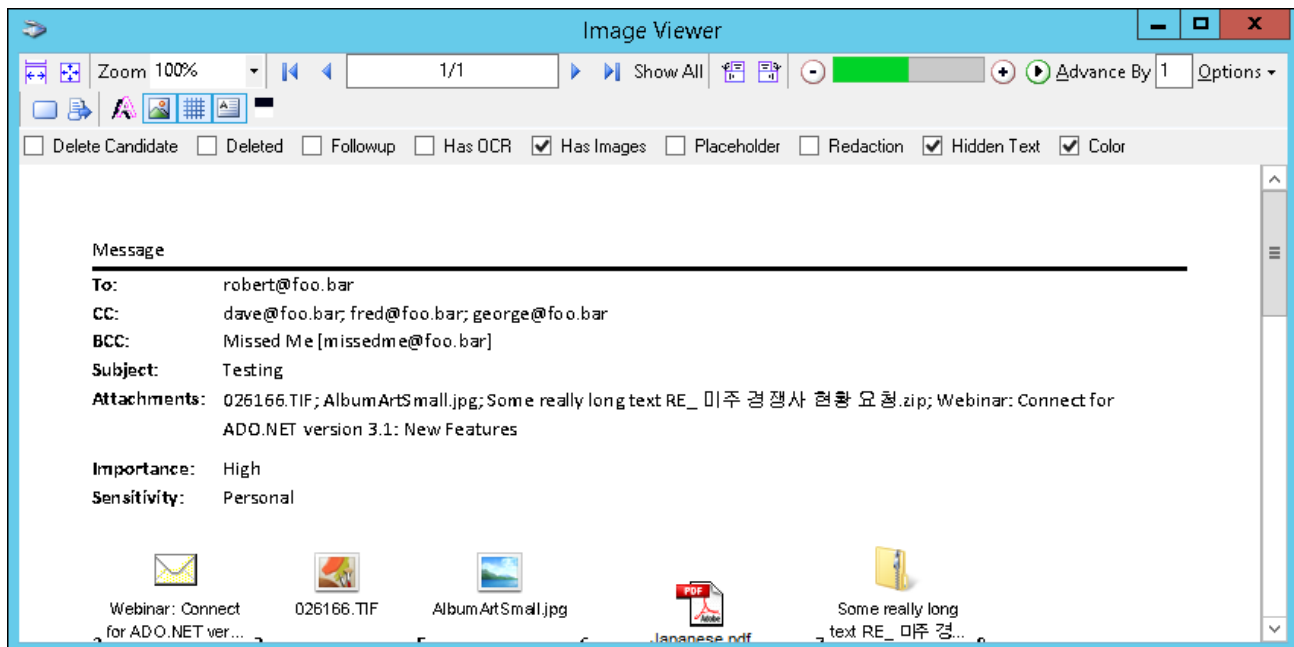 Image Viewer
Zoom 100% 1/1 Show All Advance By 1 Options
Delete Candidate Deleted Followup Has OCR Has Images Placeholder Redaction Hidden Text Color
Message
To: robert@foo.bar
CC: dave@foo.bar; fred@foo.bar; george@foo.bar
BCC: Missed Me [missedme@foo.bar]
Subject: Testing
Attachments: 026166.TIF; AlbumArtSmall.jpg; Some really long text RE_ 미주 경쟁사 현황 요청.zip; Webinar: Connect for
ADO.NET version 3.1: New Features
Importance: High
Sensitivity: Personal
PDF
Adobe
Webinar: Connect 026166.TIF AlbumArtSmall.jpg Some really long
for ADO.NET ver... Japanese.pdf text RE_ 미주 경...